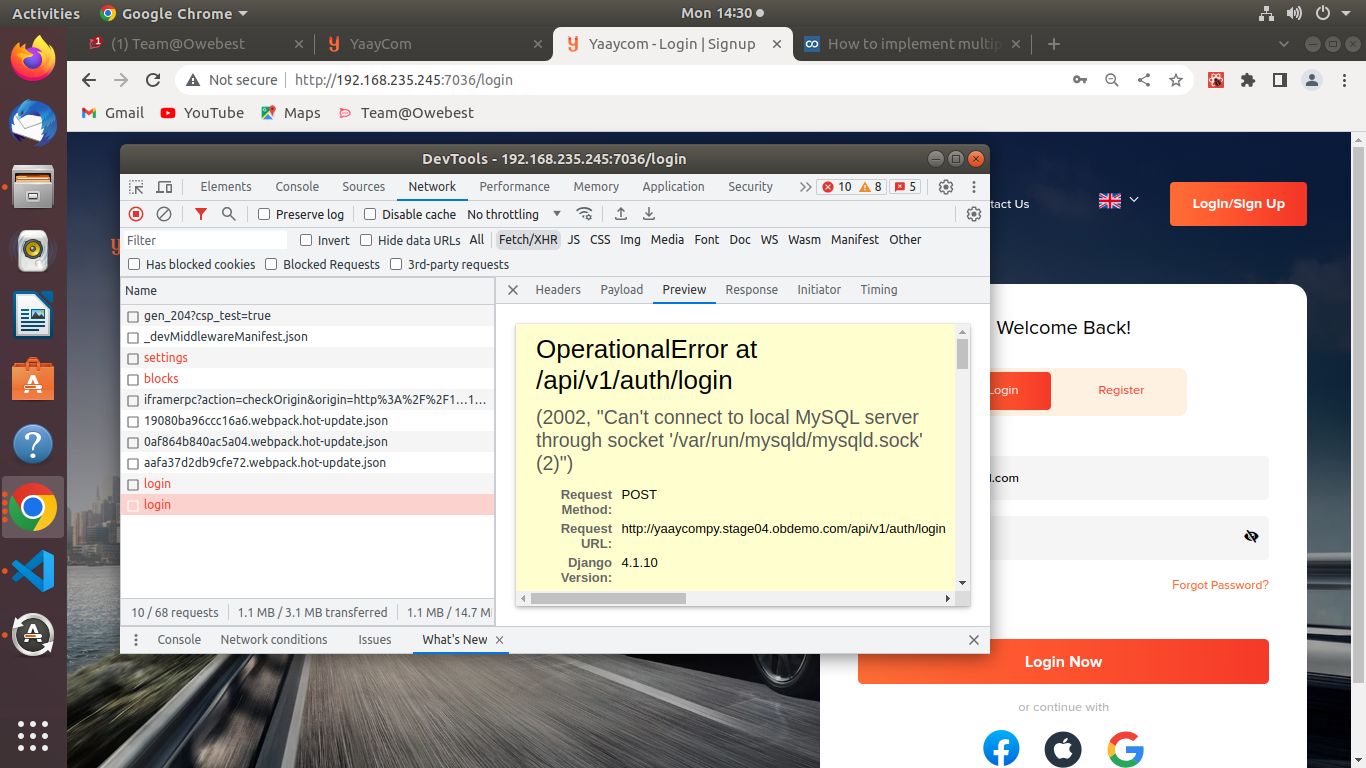 Activities
Google Chrome
Mon 14:30
(1) Team@Owebest
YaayCom
Yaaycom - Login | Signup
How to implement multip
Not secure
http://192.168.235.245:7036/login
Gmail
YouTube
Maps
Team@Owebest
DevTools - 192.168.235.245:7036/login
Elements
Console
Sources
Network
Performance
Memory
Application
Security
10
8
5
Preserve log
Disable cache
No throttling
Filter
Invert
Hide data URLs
All
Fetch/XHR
JS
CSS
Img
Media
Font
Doc
WS
Wasm
Manifest
Other
Has blocked cookies
Blocked Requests
3rd-party requests
Name
gen_204?csp_test=true
_devMiddlewareManifest.json
settings
blocks
iframerpc?action=checkOrigin&origin=http%3A%2F%2F1…1…
19080ba96ccc16a6.webpack.hot-update.json
0af864b840ac5a04.webpack.hot-update.json
aafa37d2db9cfe72.webpack.hot-update.json
login
login
10 / 68 requests
1.1 MB / 3.1 MB transferred
1.1 MB / 14.7 M
Headers
Payload
Preview
Response
Initiator
Timing
OperationalError at
/api/v1/auth/login
(2002, "Can't connect to local MySQL server
through socket '/var/run/mysqld/mysqld.sock'
(2)")
Request Method:
POST
Request URL:
http://yaaycompy.stage04.obdemo.com/api/v1/auth/login
Django Version:
4.1.10
Console
Network conditions
Issues
What's New
tact Us
Login/Sign Up
Welcome Back!
Login
Register
l.com
Forgot Password?
Login Now
or continue with